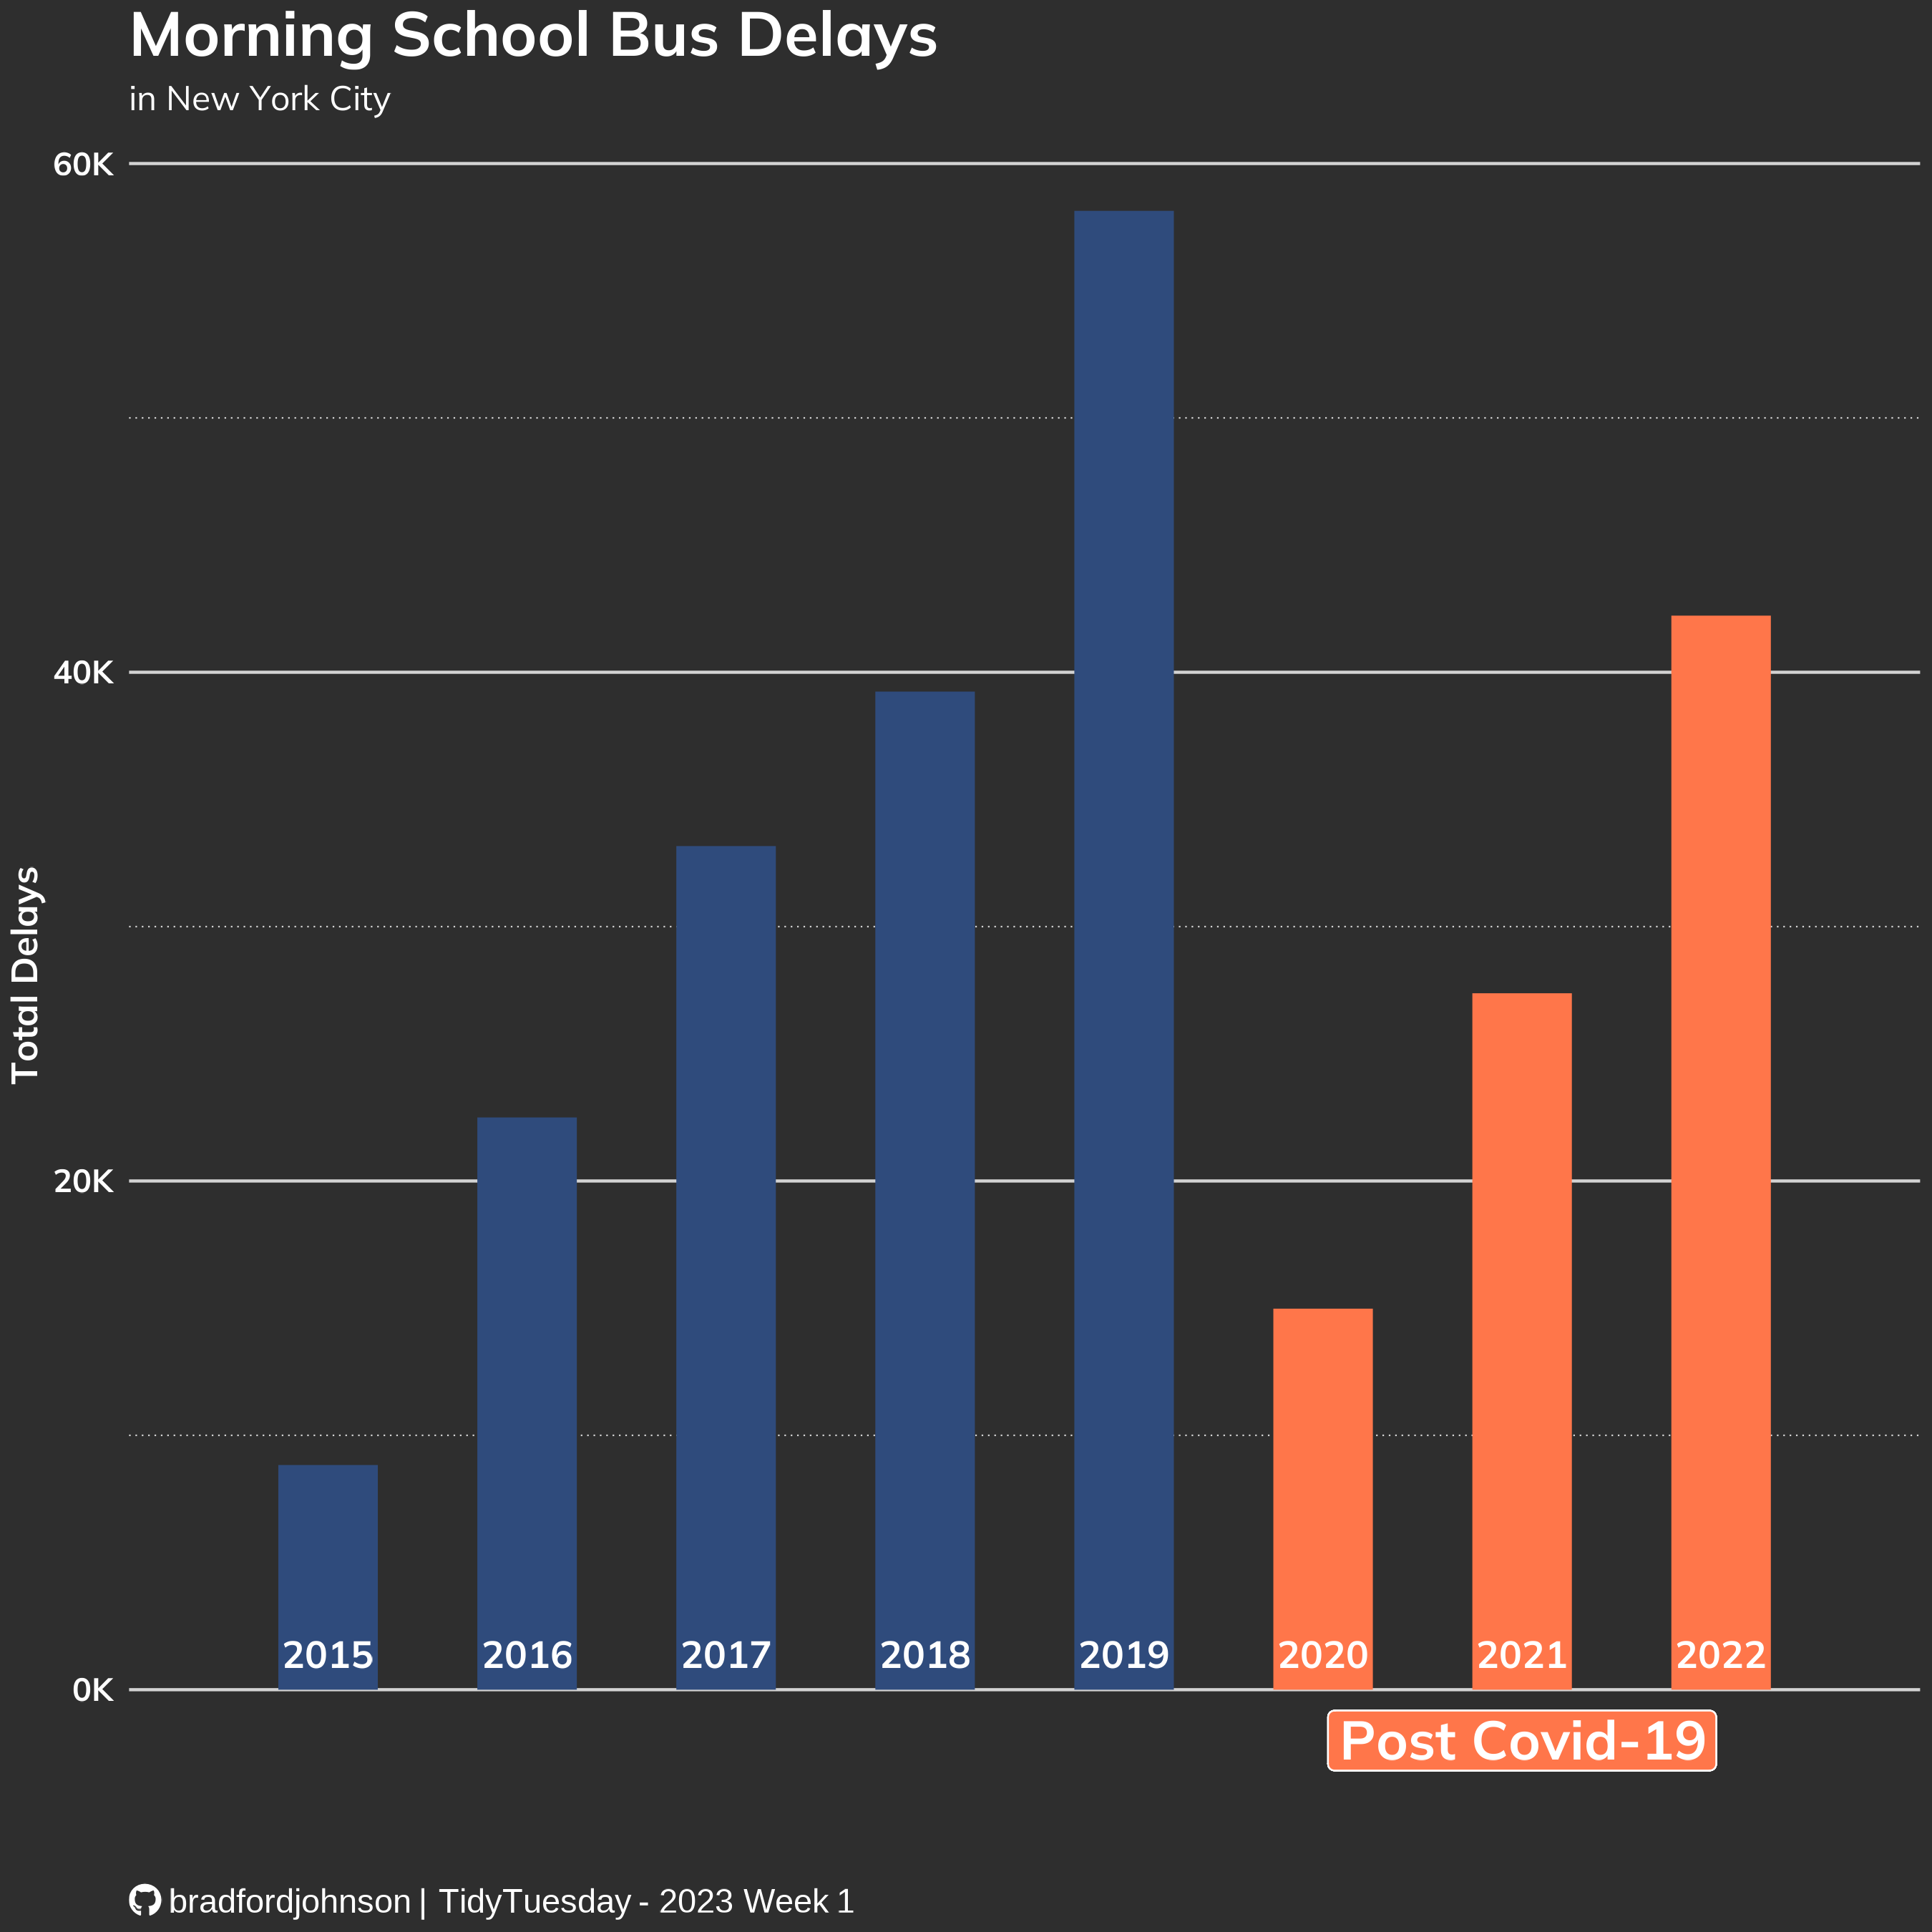 Morning School Bus Delays
in New York City
60K
40K
20K
0K
Total Delays
2015 2016 2017 2018 2019 2020 2021 2022
Post Covid-19
bradfordjohnson | TidyTuesday - 2023 Week 1